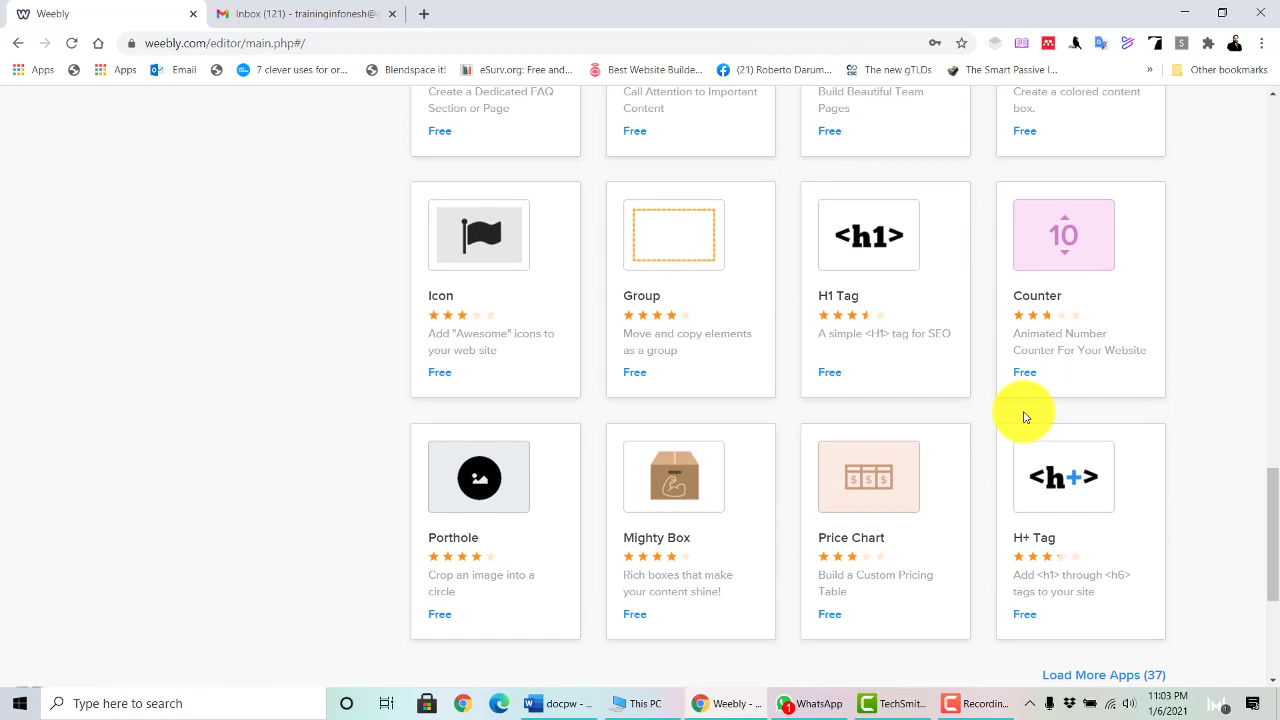 Weebly
Inbox (121) - traininginfonesh@g
weebly.com/editor/main.php#/
Apps
Apps
Email
7 clever uses for or...
Blendspace it!
eSurv.org: Free and...
Best Website Builde...
(21) Roberto Darum...
The new gTLDs
The Smart Piano I...
»
Other bookmarks
Create a Dedicated FAQ
Section or Page
Free
Call Attention to Important
Content
Free
Build Beautiful Team
Pages
Free
Create a colored content
box.
Free
Icon
Add "Awesome" icons to
your web site
Free
Group
Move and copy elements
as a group
Free
<h1>
H1 Tag
A simple <H1> tag for SEO
Free
10
Counter
Animated Number
Counter For Your Website
Free
Porthole
Crop an image into a
circle
Free
Mighty Box
Rich boxes that make
your content shine!
Free
$ $ $
Price Chart
Build a Custom Pricing
Table
Free
<h+>
H+ Tag
Add <h1> through <h6>
tags to your site
Free
Load More Apps (37)
Type here to search
This PC
Weebly - ...
1
WhatsApp
TechSmit...
Recordin...
11:03 PM
1/6/2021